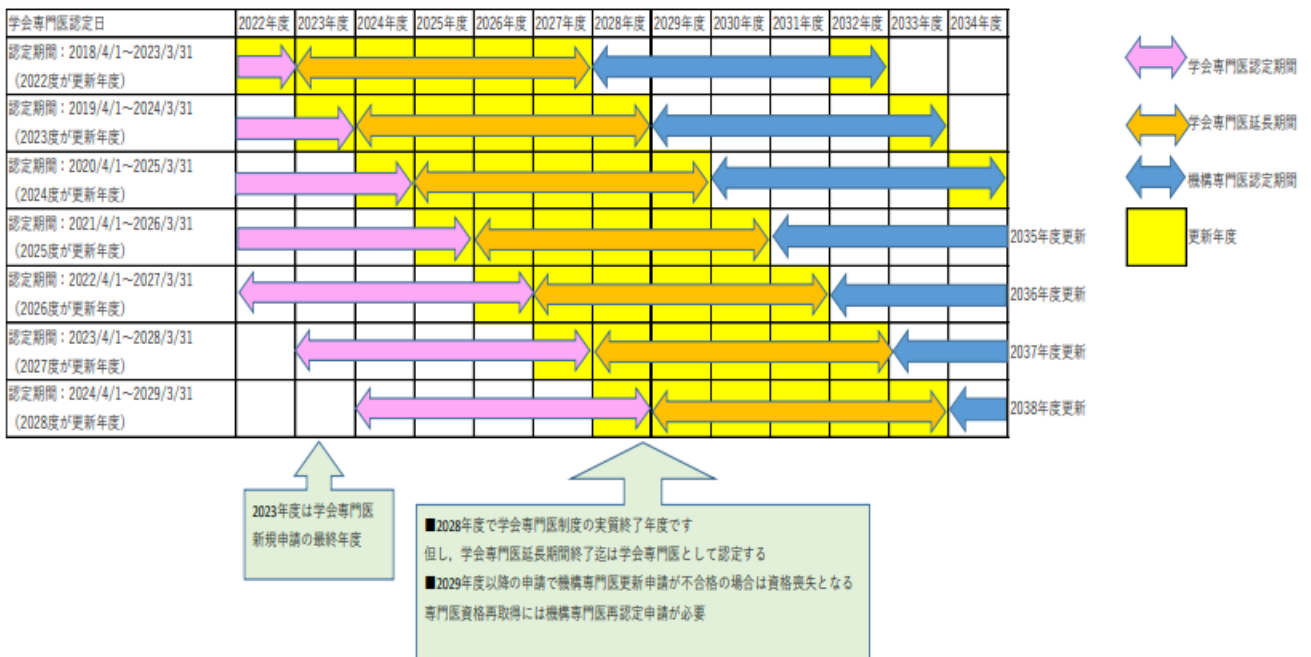 学会専門医認定日 2022年度 2023年度 2024年度 2025年度 2026年度 2027年度 2028年度 2029年度 2030年度 2031年度 2032年度 2033年度 2034年度
認定期間：2018/4/1～2023/3/31
（2022度が更新年度）
認定期間：2019/4/1～2024/3/31
（2023度が更新年度）
認定期間：2020/4/1～2025/3/31
（2024度が更新年度）
認定期間：2021/4/1～2026/3/31
（2025度が更新年度）
2035年度更新
認定期間：2022/4/1～2027/3/31
（2026度が更新年度）
2036年度更新
認定期間：2023/4/1～2028/3/31
（2027度が更新年度）
2037年度更新
認定期間：2024/4/1～2029/3/31
（2028度が更新年度）
2038年度更新
学会専門医認定期間
学会専門医延長期間
機構専門医認定期間
更新年度
2023年度は学会専門医
新規申請の最終年度
■2028年度で学会専門医制度の実質終了年度です
但し，学会専門医延長期間終了迄は学会専門医として認定する
■2029年度以降の申請で機構専門医更新申請が不合格の場合は資格喪失となる
専門医資格再取得には機構専門医再認定申請が必要